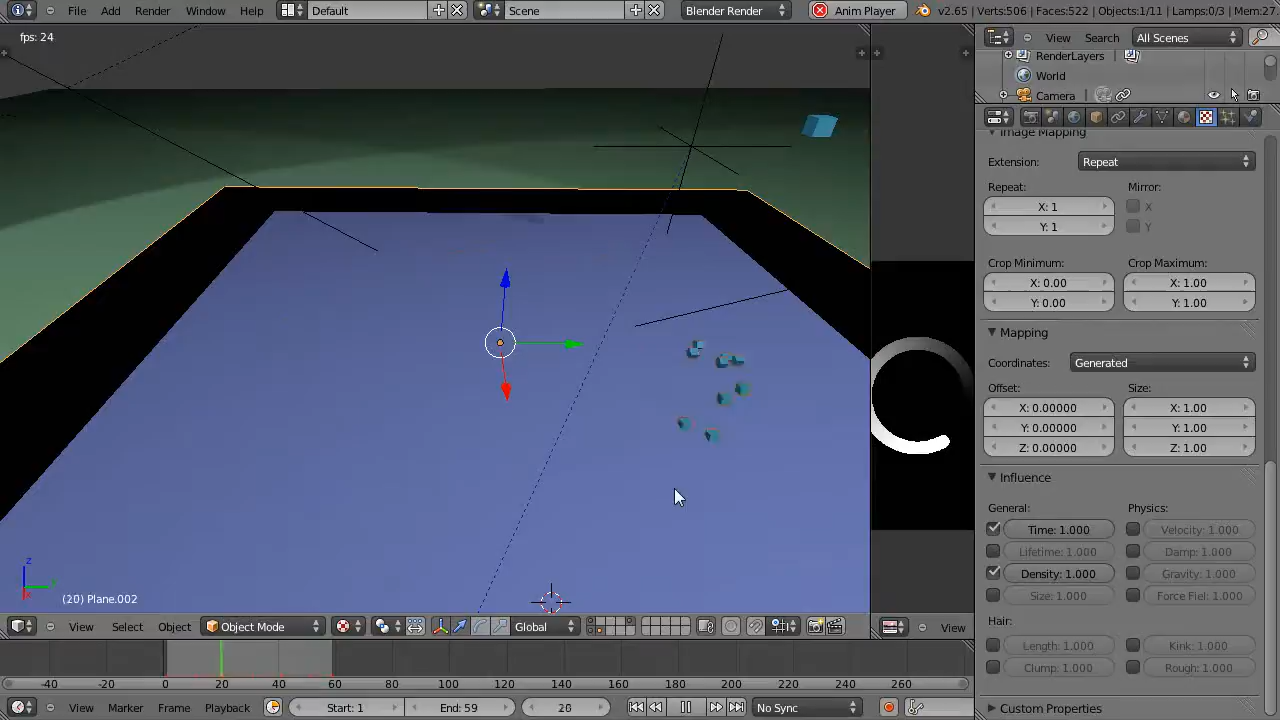 File Add Render Window Help Default Scene Blender Render Anim Player v2.65 | Verts:506 | Faces:522 | Objects:1/11 | Lamps:0/3 | Mem:27.
fps: 24
View Search All Scenes
RenderLayers
World
Camera
Image Mapping
Extension: Repeat
Repeat: Mirror:
X: 1 X
Y: 1 Y
Crop Minimum: Crop Maximum:
X: 0.00 X: 1.00
Y: 0.00 Y: 1.00
Mapping
Coordinates: Generated
Offset: Size:
X: 0.00000 X: 1.00
Y: 0.00000 Y: 1.00
Z: 0.00000 Z: 1.00
Influence
General: Physics:
Time: 1.000 Velocity: 1.000
Lifetime: 1.000 Damp: 1.000
Density: 1.000 Gravity: 1.000
Size: 1.000 Force Fiel: 1.000
Hair:
Length: 1.000 Kink: 1.000
Clump: 1.000 Rough: 1.000
Custom Properties
z
x
(20) Plane.002
View Select Object Object Mode Global View
-40 -20 0 20 40 60 80 100 120 140 160 180 200 220 240 260
View Marker Frame Playback Start: 1 End: 59 20 No Sync